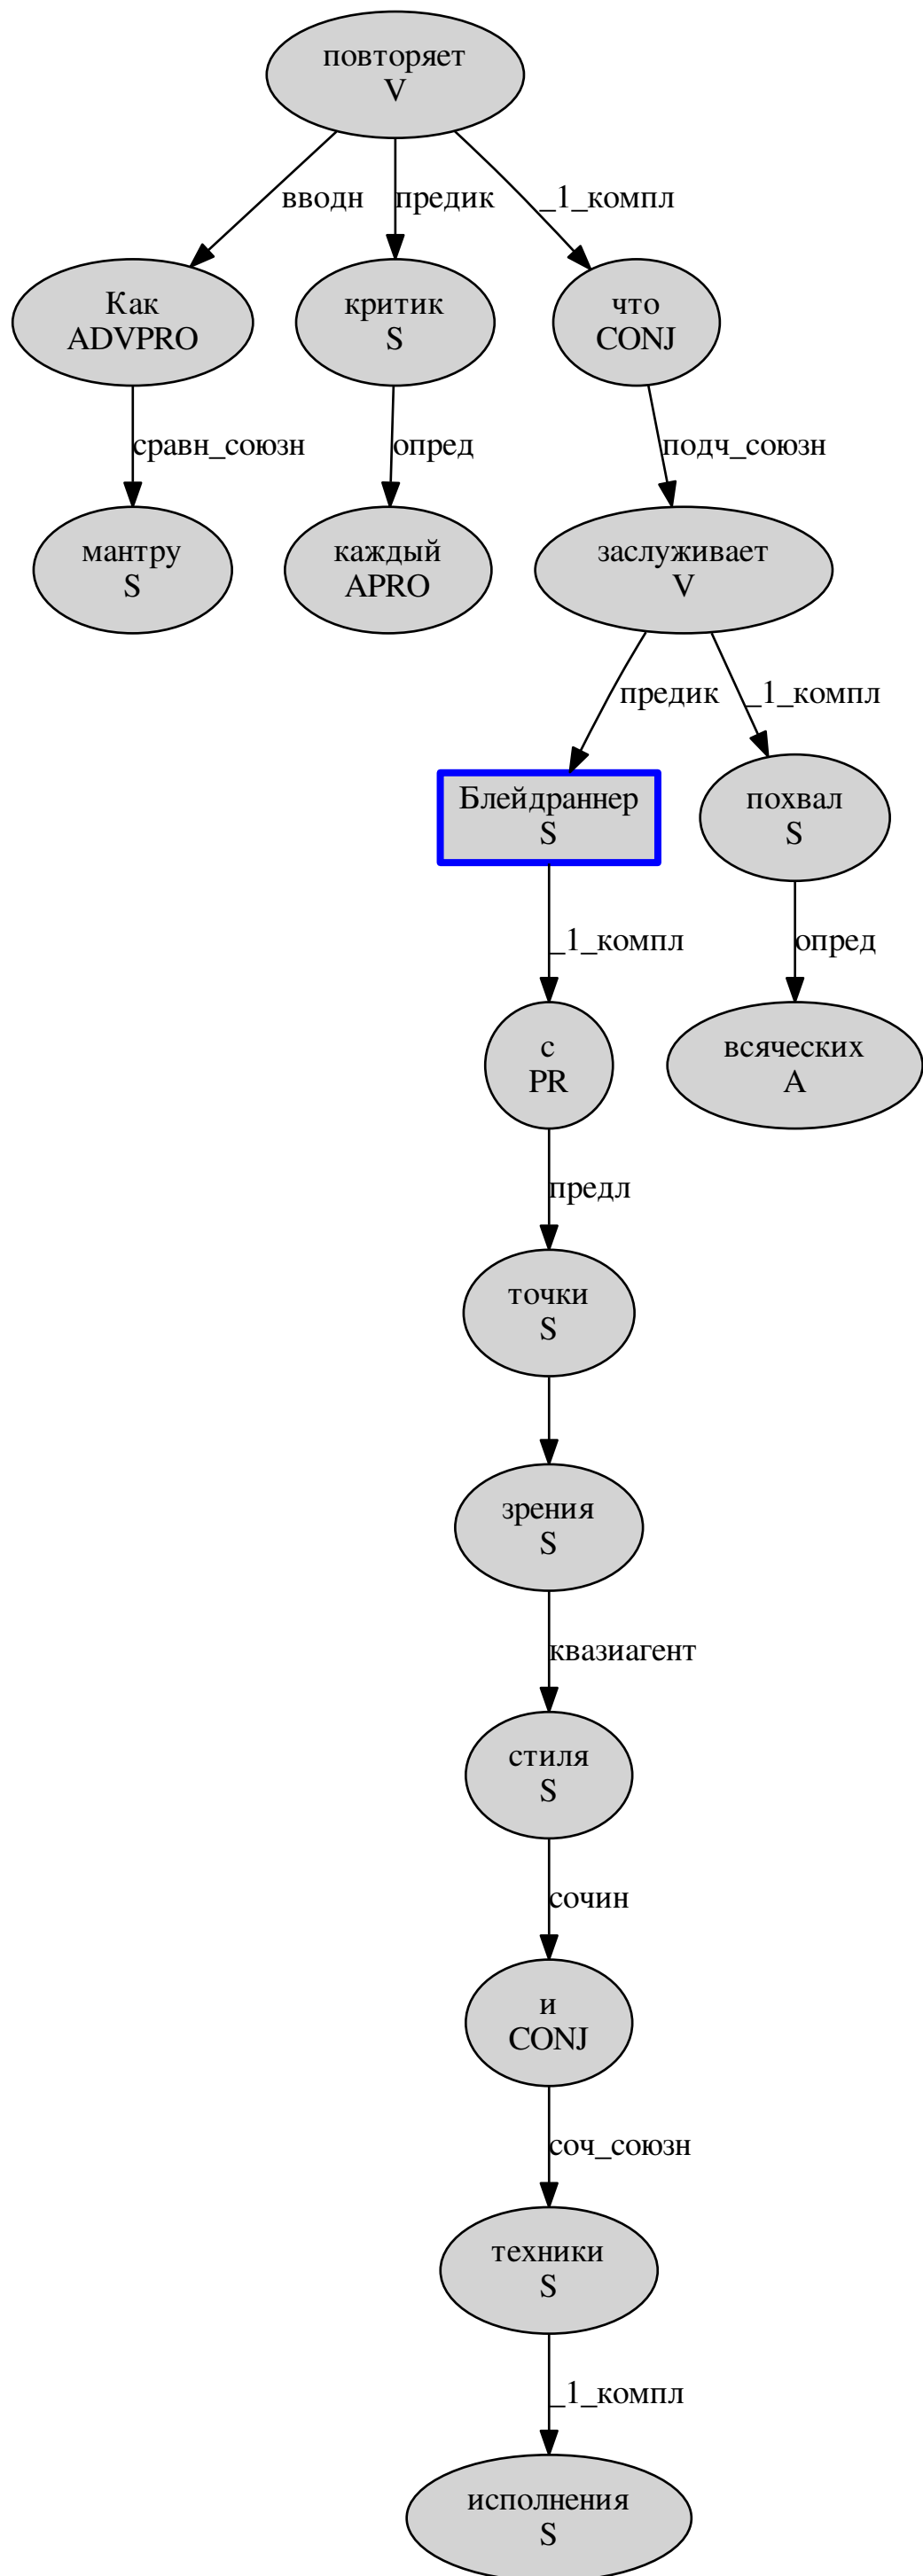 повторяет
V
вводн
предик
_1_компл
Как
ADVPRO
критик
S
что
CONJ
сравн_союзн
опред
подч_союзн
мантру
S
каждый
APRO
заслуживает
V
предик
_1_компл
Блейдраннер
S
похвал
S
_1_компл
опред
с
PR
всяческих
A
предл
точки
S
зрения
S
квазиагент
стиля
S
сочин
и
CONJ
соч_союзн
техники
S
_1_компл
исполнения
S